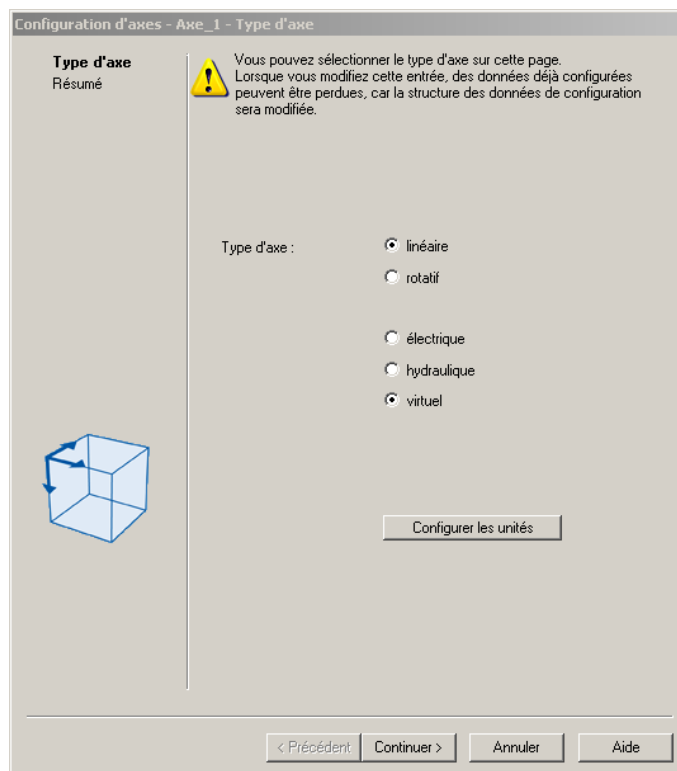 Configuration d'axes - Axe_1 - Type d'axe
Type d'axe
Résumé
Vous pouvez sélectionner le type d'axe sur cette page.
Lorsque vous modifiez cette entrée, des données déjà configurées
peuvent être perdues, car la structure des données de configuration
sera modifiée.
Type d'axe :
linéaire
rotatif
électrique
hydraulique
virtuel
Configurer les unités
< Précédent
Continuer >
Annuler
Aide